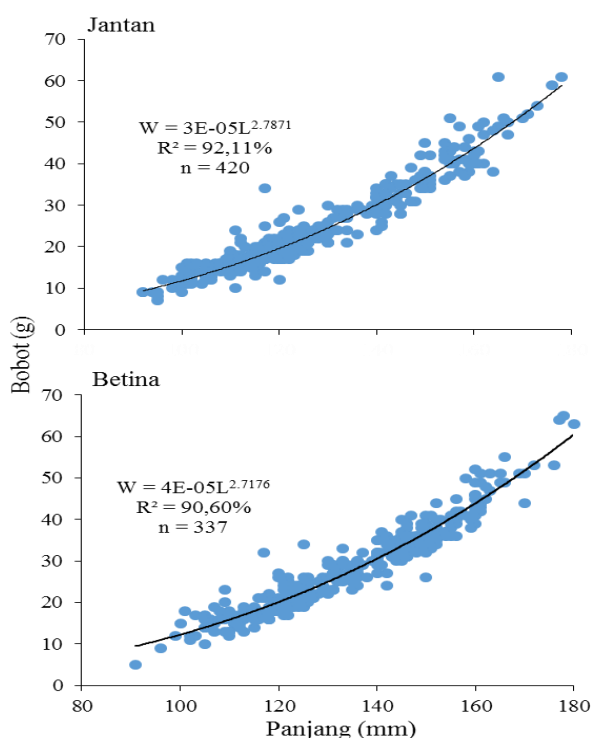 Jantan
70
60
50
40
30
20
10
0
W = 3E-05L^2.7871
R² = 92,11%
n = 420
Bobot (g)
Betina
70
60
50
40
30
20
10
0
W = 4E-05L^2.7176
R² = 90,60%
n = 337
80 100 120 140 160 180
Panjang (mm)